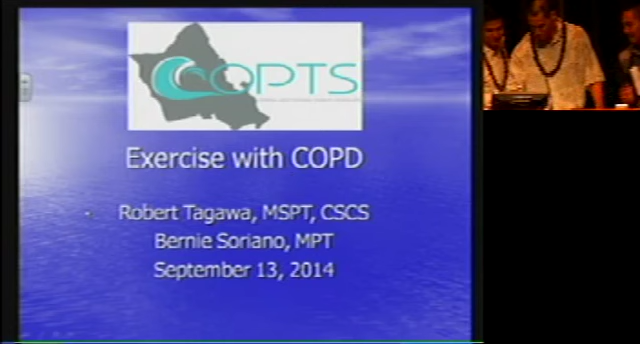 COPTS
Exercise with COPD
Robert Tagawa, MSPT, CSCS
Bernie Soriano, MPT
September 13, 2014